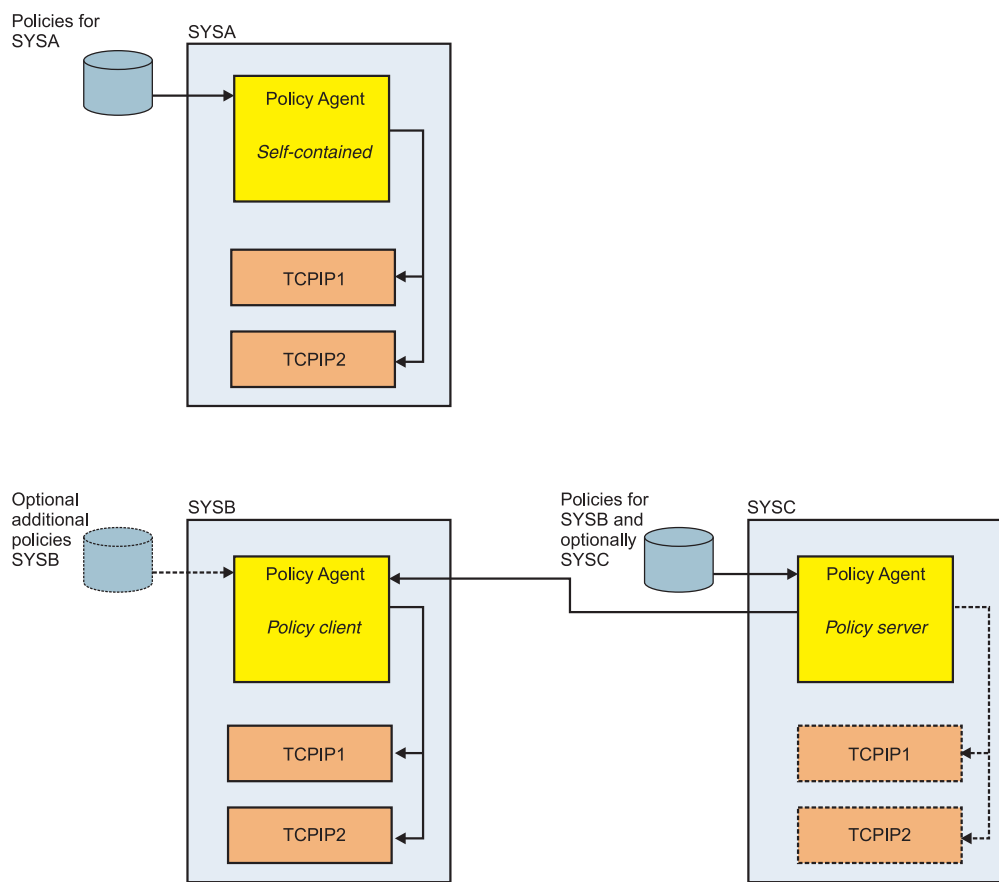 Policies for
SYSA
SYSA
Policy Agent
Self-contained
TCPIP1
TCPIP2
Optional
additional
policies
SYSB
SYSB
Policy Agent
Policy client
TCPIP1
TCPIP2
Policies for
SYSB and
optionally
SYSC
SYSC
Policy Agent
Policy server
TCPIP1
TCPIP2